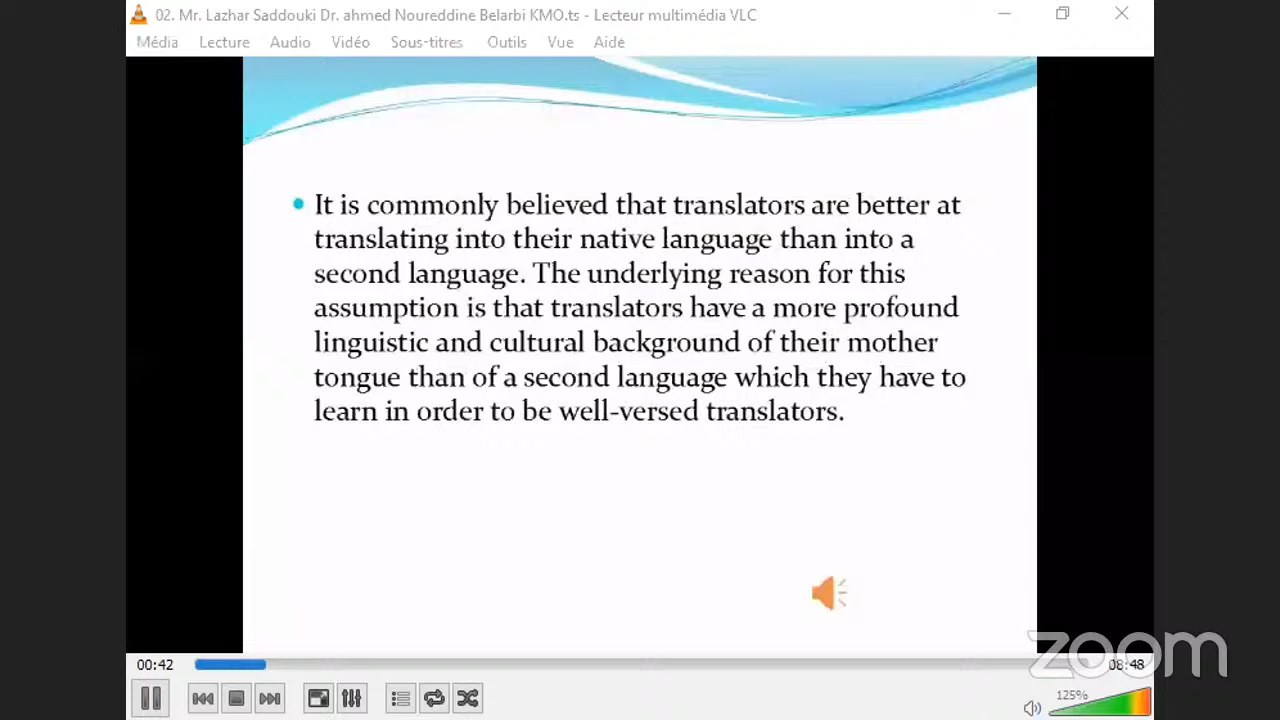 02. Mr. Lazhar Saddouki Dr. ahmed Noureddine Belarbi KMO.ts - Lecteur multimédia VLC
Média Lecture Audio Vidéo Sous-titres Outils Vue Aide
• It is commonly believed that translators are better at
translating into their native language than into a
second language. The underlying reason for this
assumption is that translators have a more profound
linguistic and cultural background of their mother
tongue than of a second language which they have to
learn in order to be well-versed translators.
zoom
00:42 08:48
125%